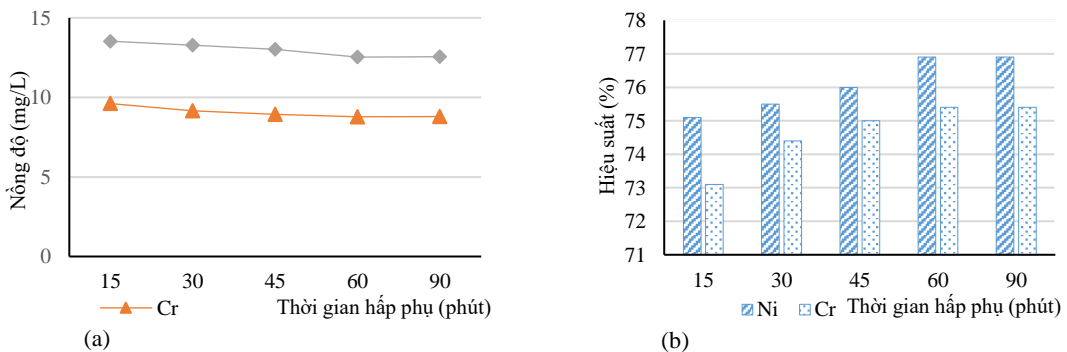 15
10
5
0
Nồng độ (mg/L)
15 30 45 60 90
Cr Thời gian hấp phụ (phút)
(a)
78
77
76
75
74
73
72
71
Hiệu suất (%)
15 30 45 60 90
Ni Cr Thời gian hấp phụ (phút)
(b)